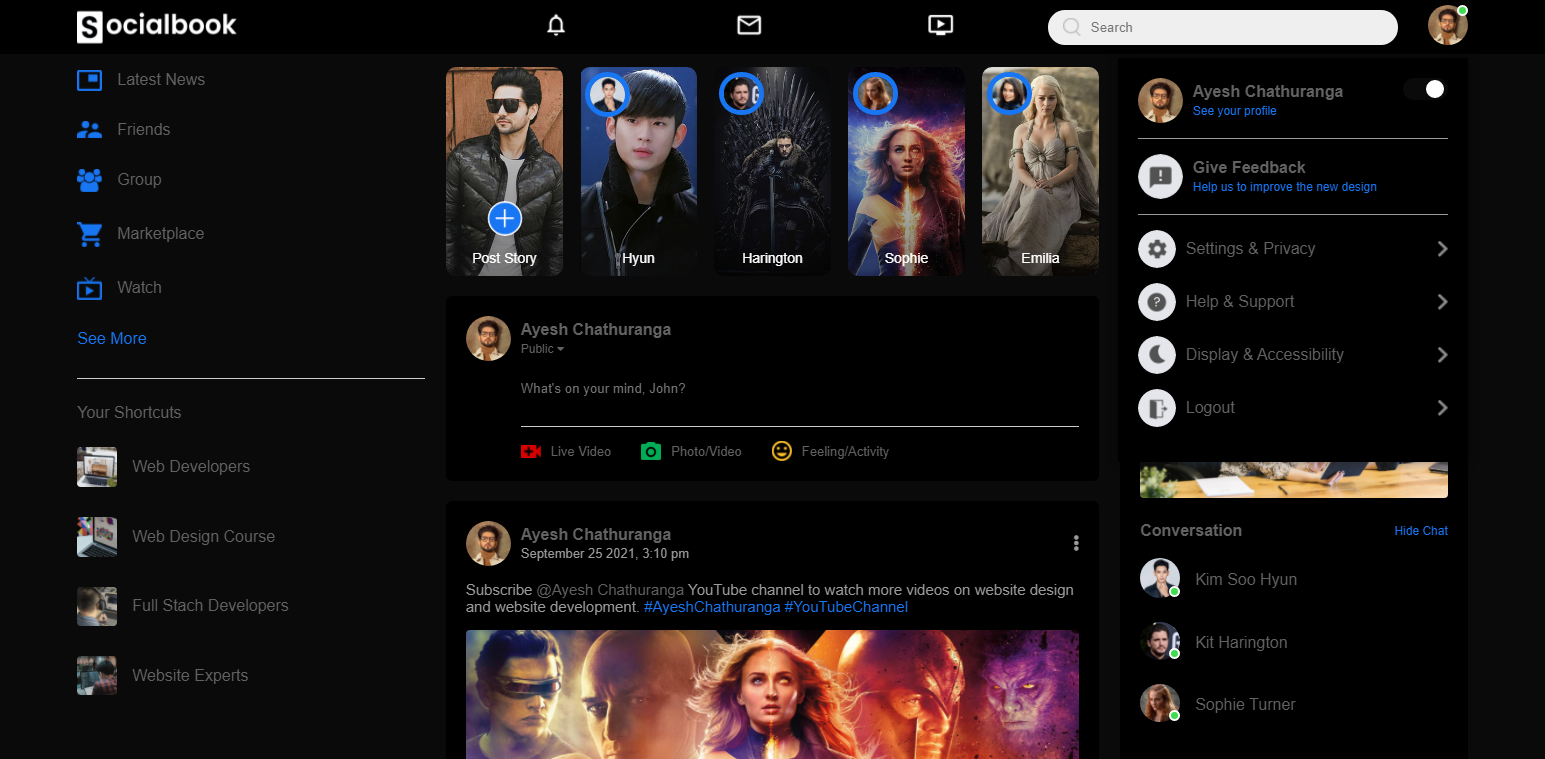 Socialbook
Search
Latest News
Friends
Group
Marketplace
Watch
See More
Your Shortcuts
Web Developers
Web Design Course
Full Stach Developers
Website Experts
Post Story
Hyun
Harington
Sophie
Emilia
Ayesh Chathuranga
Public
What's on your mind, John?
Live Video
Photo/Video
Feeling/Activity
Ayesh Chathuranga
September 25 2021, 3:10 pm
Subscribe @Ayesh Chathuranga YouTube channel to watch more videos on website design
and website development. #AyeshChathuranga #YouTubeChannel
Ayesh Chathuranga
See your profile
Give Feedback
Help us to improve the new design
Settings & Privacy
Help & Support
Display & Accessibility
Logout
Conversation
Hide Chat
Kim Soo Hyun
Kit Harington
Sophie Turner